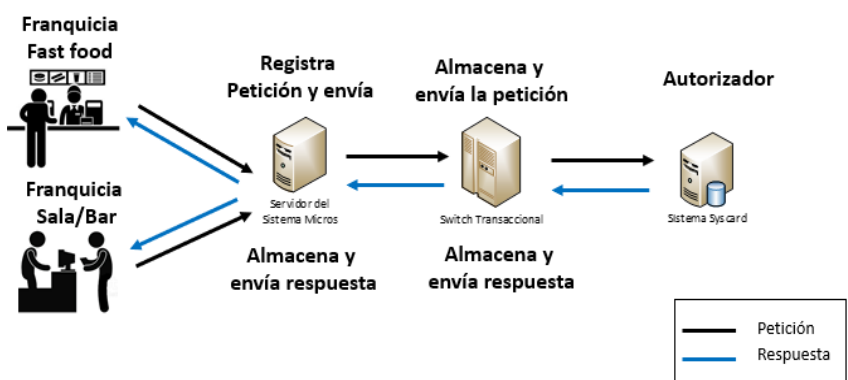 Franquicia
Fast food
Registra
Petición y envía
Almacena y
envía la petición
Autorizador
Franquicia
Sala/Bar
Servidor del
Sistema Micros
Switch Transaccional
Sistema Syscard
Almacena y
envía respuesta
Almacena y
envía respuesta
Petición
Respuesta